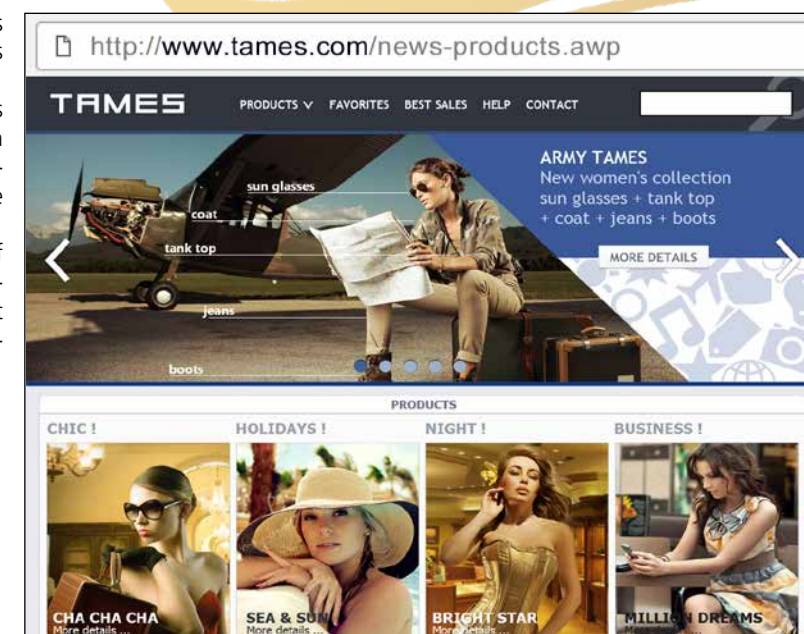 s
s
s
n
-
e
f
-
t
-
http://www.tames.com/news-products.awp
TAMES
PRODUCTS FAVORITES BEST SALES HELP CONTACT
ARMY TAMES
New women's collection
sun glasses + tank top
+ coat + jeans + boots
MORE DETAILS
sun glasses
coat
tank top
jeans
boots
PRODUCTS
CHIC !
HOLIDAYS !
NIGHT !
BUSINESS !
CHA CHA CHA
More details ...
SEA & SUN
More details ...
BRIGHT STAR
More details ...
MILLION DREAMS
More details ...